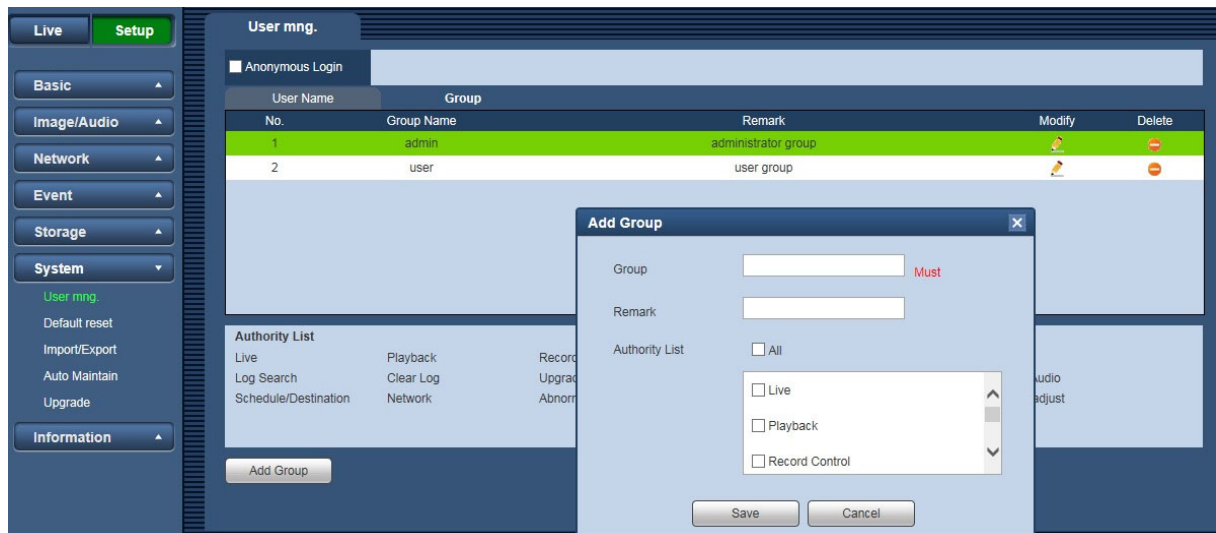 Live Setup
Basic
Image/Audio
Network
Event
Storage
System
User mng.
Default reset
Import/Export
Auto Maintain
Upgrade
Information
User mng.
Anonymous Login
User Name Group
No. Group Name Remark Modify Delete
1 admin administrator group
2 user user group
Authority List
Live Playback
Log Search Clear Log
Schedule/Destination Network
Add Group
Add Group
Group Must
Remark
Authority List All
Live
Playback
Record Control
Save Cancel